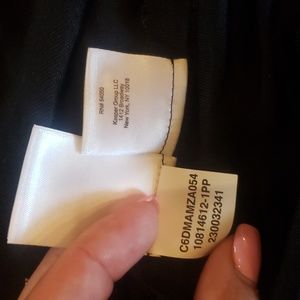 RN# 54050
Kasper Group LLC
1412 Broadway
New York, NY 10018
C6DMAMZA054
10814612-1PP
230032341